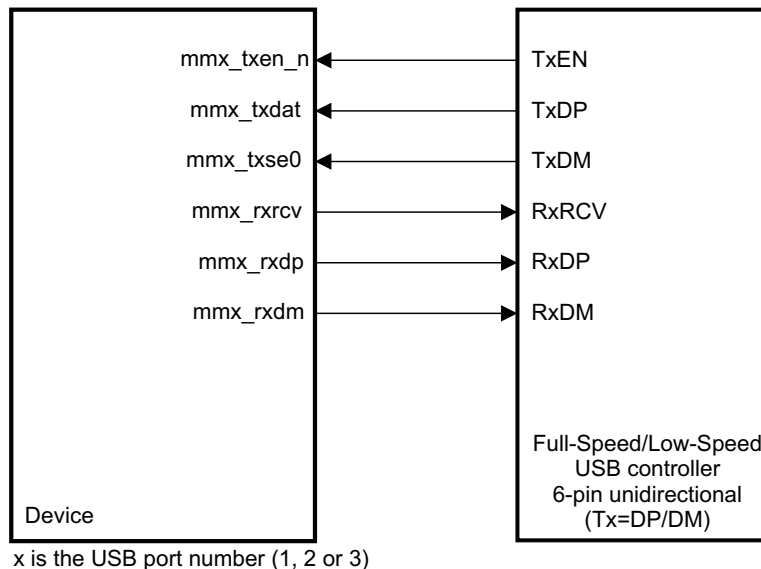 mmx_txen_n
TxEN
mmx_txdat
TxDP
mmx_txse0
TxDM
mmx_rxrcv
RxRCV
mmx_rxdp
RxDP
mmx_rxdm
RxDM
Full-Speed/Low-Speed
USB controller
6-pin unidirectional
(Tx=DP/DM)
Device
x is the USB port number (1, 2 or 3)